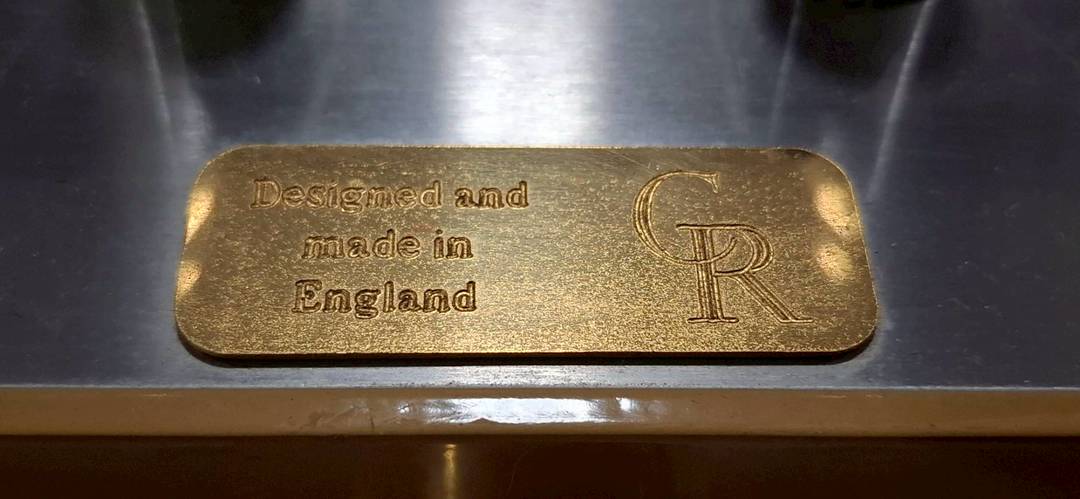 Designed and
made in
England
CR